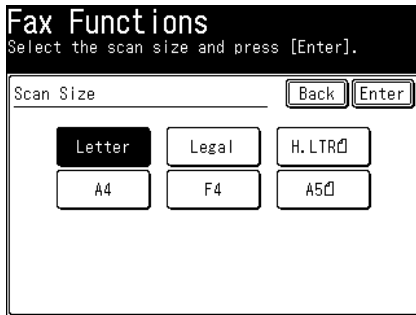 Fax Functions
Select the scan size and press [Enter].
Scan Size
Back Enter
Letter Legal H.LTR
A4 F4 A5